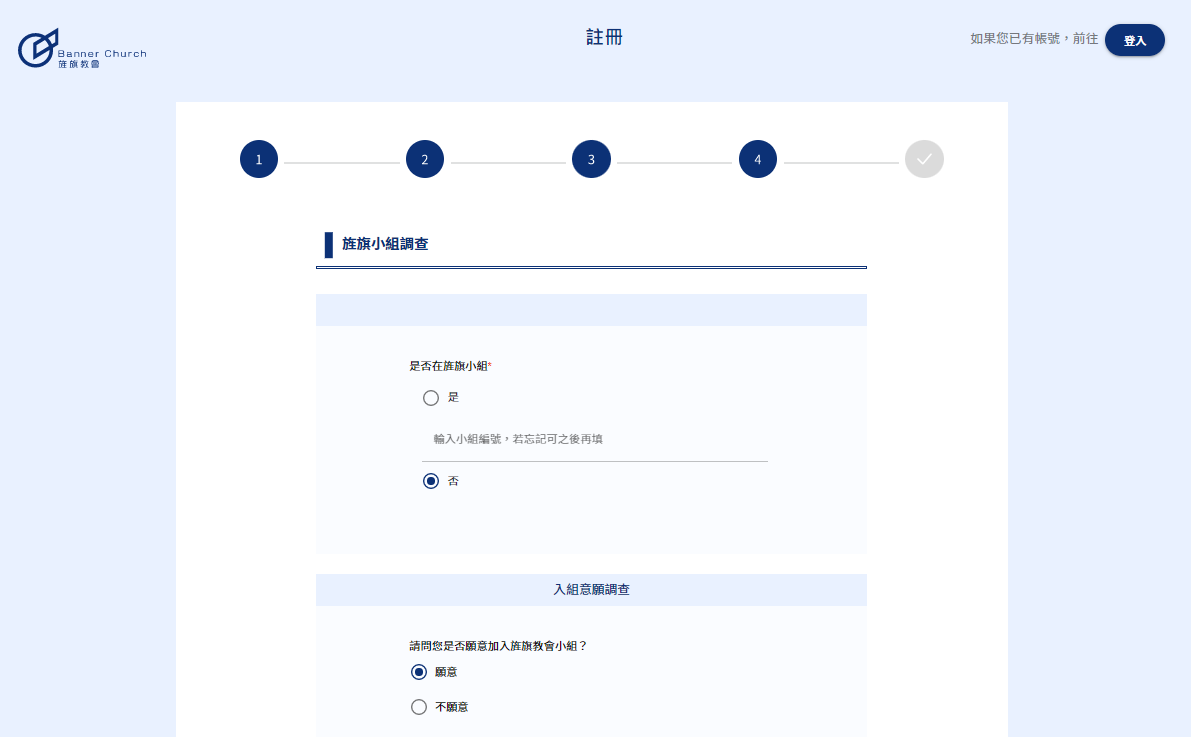 Banner Church
旌旗教會
註冊
如果您已有帳號，前往
登入
1
2
3
4
旌旗小組調查
是否在旌旗小組*
是
輸入小組編號，若忘記可之後再填
否
入組意願調查
請問您是否願意加入旌旗教會小組？
願意
不願意